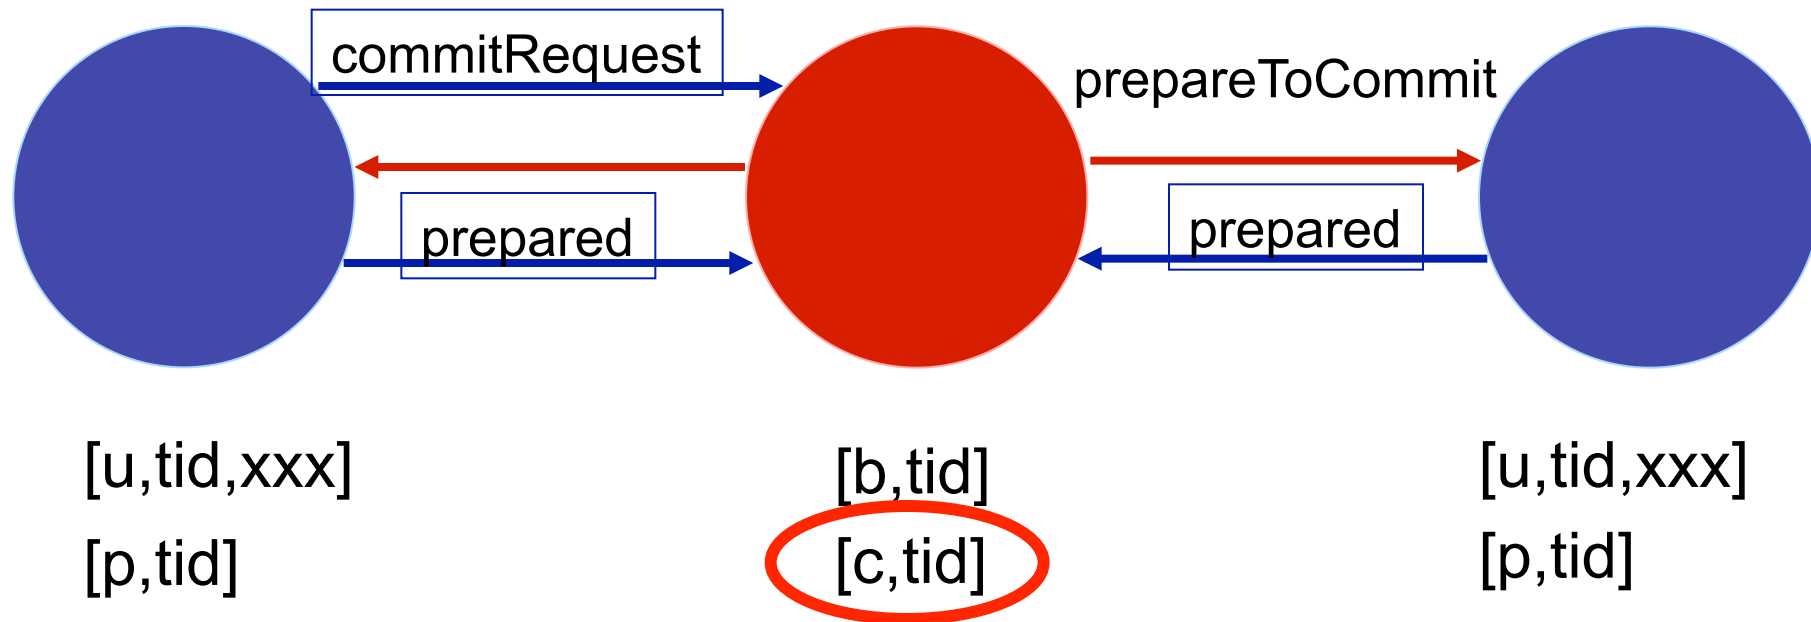 commitRequest
prepareToCommit
prepared
prepared
[u,tid,xxx]
[b,tid]
[u,tid,xxx]
[p,tid]
[c,tid]
[p,tid]